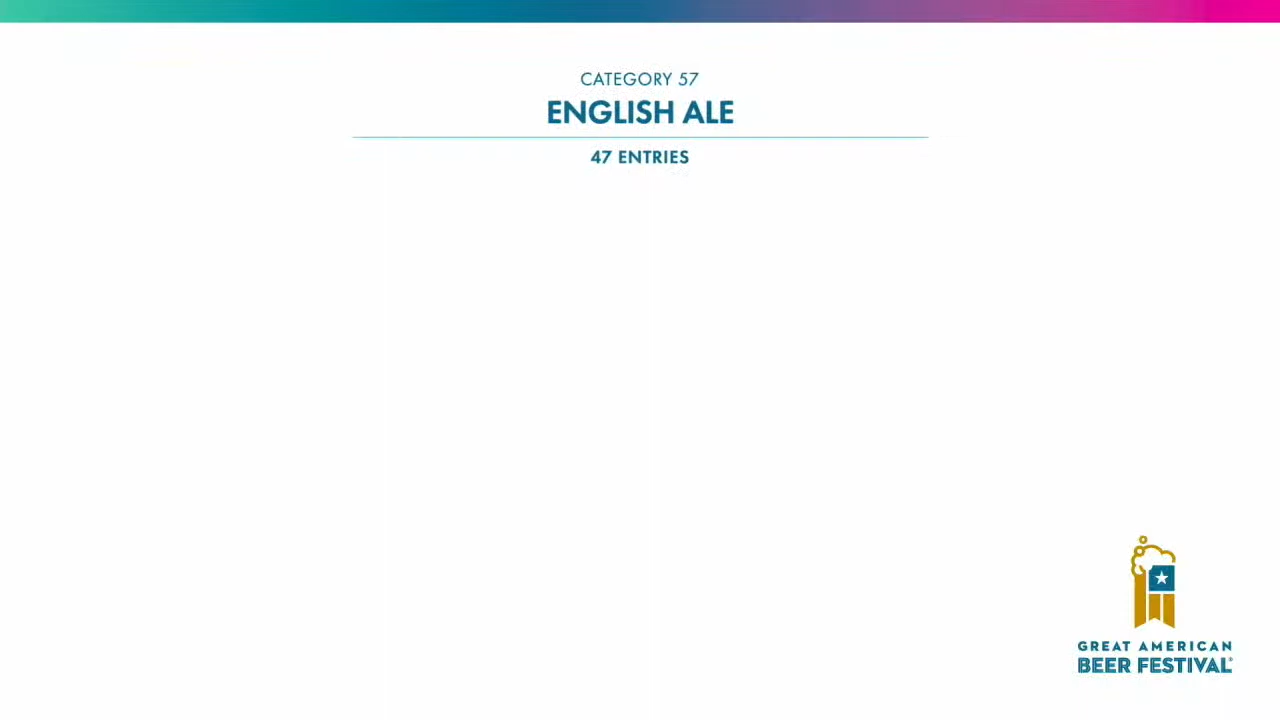 CATEGORY 57
ENGLISH ALE
47 ENTRIES
GREAT AMERICAN
BEER FESTIVAL®